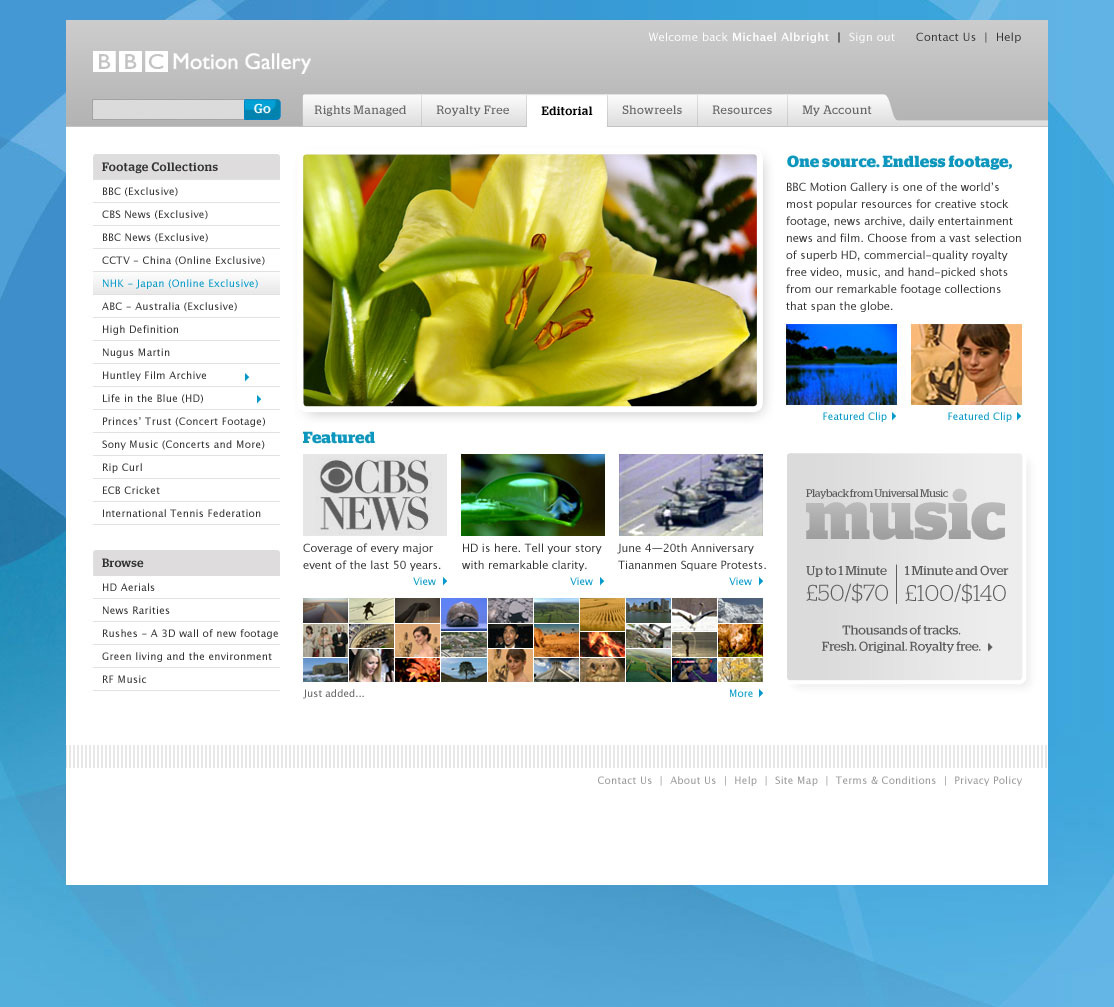 Welcome back Michael Albright | Sign out Contact Us | Help
BBC Motion Gallery
Go
Rights Managed
Royalty Free
Editorial
Showreels
Resources
My Account
Footage Collections
BBC (Exclusive)
CBS News (Exclusive)
BBC News (Exclusive)
CCTV - China (Online Exclusive)
NHK - Japan (Online Exclusive)
ABC - Australia (Exclusive)
High Definition
Nugus Martin
Huntley Film Archive
Life in the Blue (HD)
Princes' Trust (Concert Footage)
Sony Music (Concerts and More)
Rip Curl
ECB Cricket
International Tennis Federation
Browse
HD Aerials
News Rarities
Rushes - A 3D wall of new footage
Green living and the environment
RF Music
Featured
CBS
NEWS
Coverage of every major
event of the last 50 years.
View
HD is here. Tell your story
with remarkable clarity.
View
June 4—20th Anniversary
Tiananmen Square Protests.
View
Just added...
More
One source. Endless footage,
BBC Motion Gallery is one of the world's
most popular resources for creative stock
footage, news archive, daily entertainment
news and film. Choose from a vast selection
of superb HD, commercial-quality royalty
free video, music, and hand-picked shots
from our remarkable footage collections
that span the globe.
Featured Clip
Featured Clip
Playback from Universal Music
music
Up to 1 Minute
£50/$70
1 Minute and Over
£100/$140
Thousands of tracks.
Fresh. Original. Royalty free.
Contact Us | About Us | Help | Site Map | Terms & Conditions | Privacy Policy